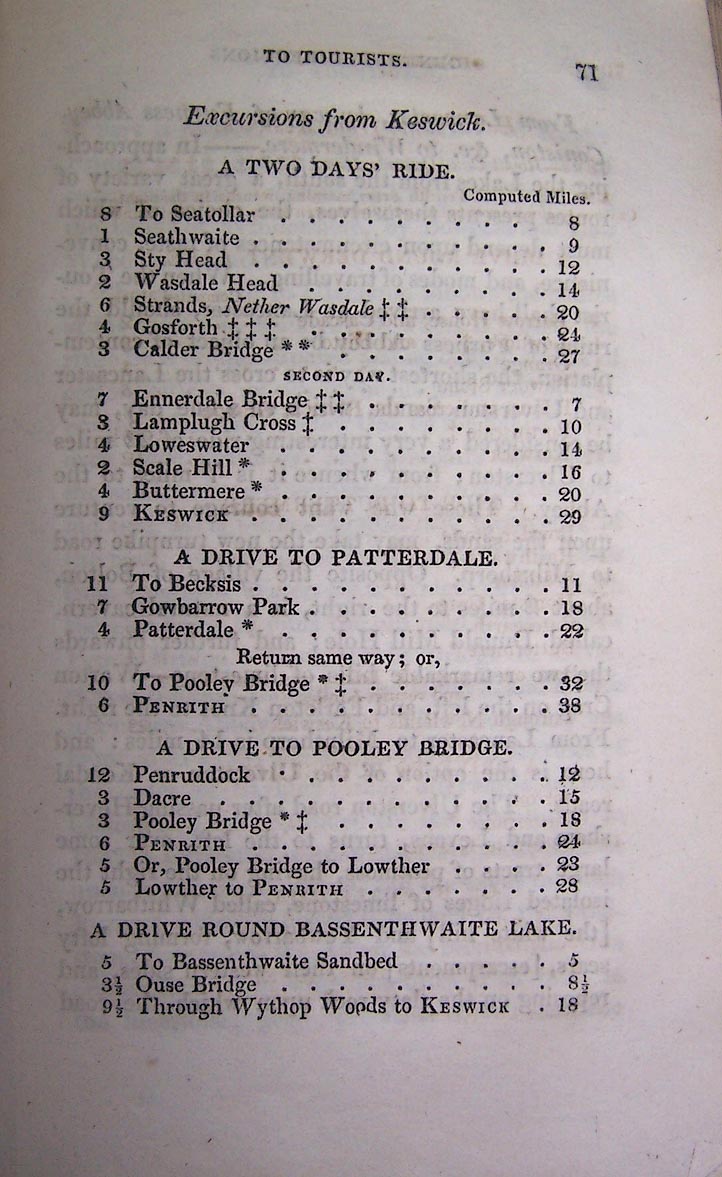 TO TOURISTS.
71
Excursions from Keswick.
A TWO DAYS' RIDE.
Computed Miles.
8 To Seatollar . . . . . . . . . . 8
1 Seathwaite . . . . . . . . . . . 9
3 Sty Head . . . . . . . . . . . 12
2 Wasdale Head . . . . . . . . . 14
6 Strands, Nether Wasdale ‡ ‡ . . . . . 20
4 Gosforth ‡ ‡ ‡ . . . . . . . . . 24
3 Calder Bridge * * . . . . . . . . 27
SECOND DAY.
7 Ennerdale Bridge ‡ ‡ . . . . . . . 7
3 Lamplugh Cross ‡ . . . . . . . . 10
4 Loweswater . . . . . . . . . . 14
2 Scale Hill * . . . . . . . . . . 16
4 Buttermere * . . . . . . . . . . 20
9 KESWICK . . . . . . . . . . . 29
A DRIVE TO PATTERDALE.
11 To Becksis . . . . . . . . . . . 11
7 Gowbarrow Park . . . . . . . . . 18
4 Patterdale * . . . . . . . . . . 22
Return same way; or,
10 To Pooley Bridge * ‡ . . . . . . . 32
6 PENRITH . . . . . . . . . . . 38
A DRIVE TO POOLEY BRIDGE.
12 Penruddock . . . . . . . . . . 12
3 Dacre . . . . . . . . . . . . 15
3 Pooley Bridge * ‡ . . . . . . . . 18
6 PENRITH . . . . . . . . . . . 24
5 Or, Pooley Bridge to Lowther . . . . 23
5 Lowther to PENRITH . . . . . . . 28
A DRIVE ROUND BASSENTHWAITE LAKE.
5 To Bassenthwaite Sandbed . . . . . 5
3½ Ouse Bridge . . . . . . . . . . 8½
9½ Through Wythop Woods to KESWICK . 18